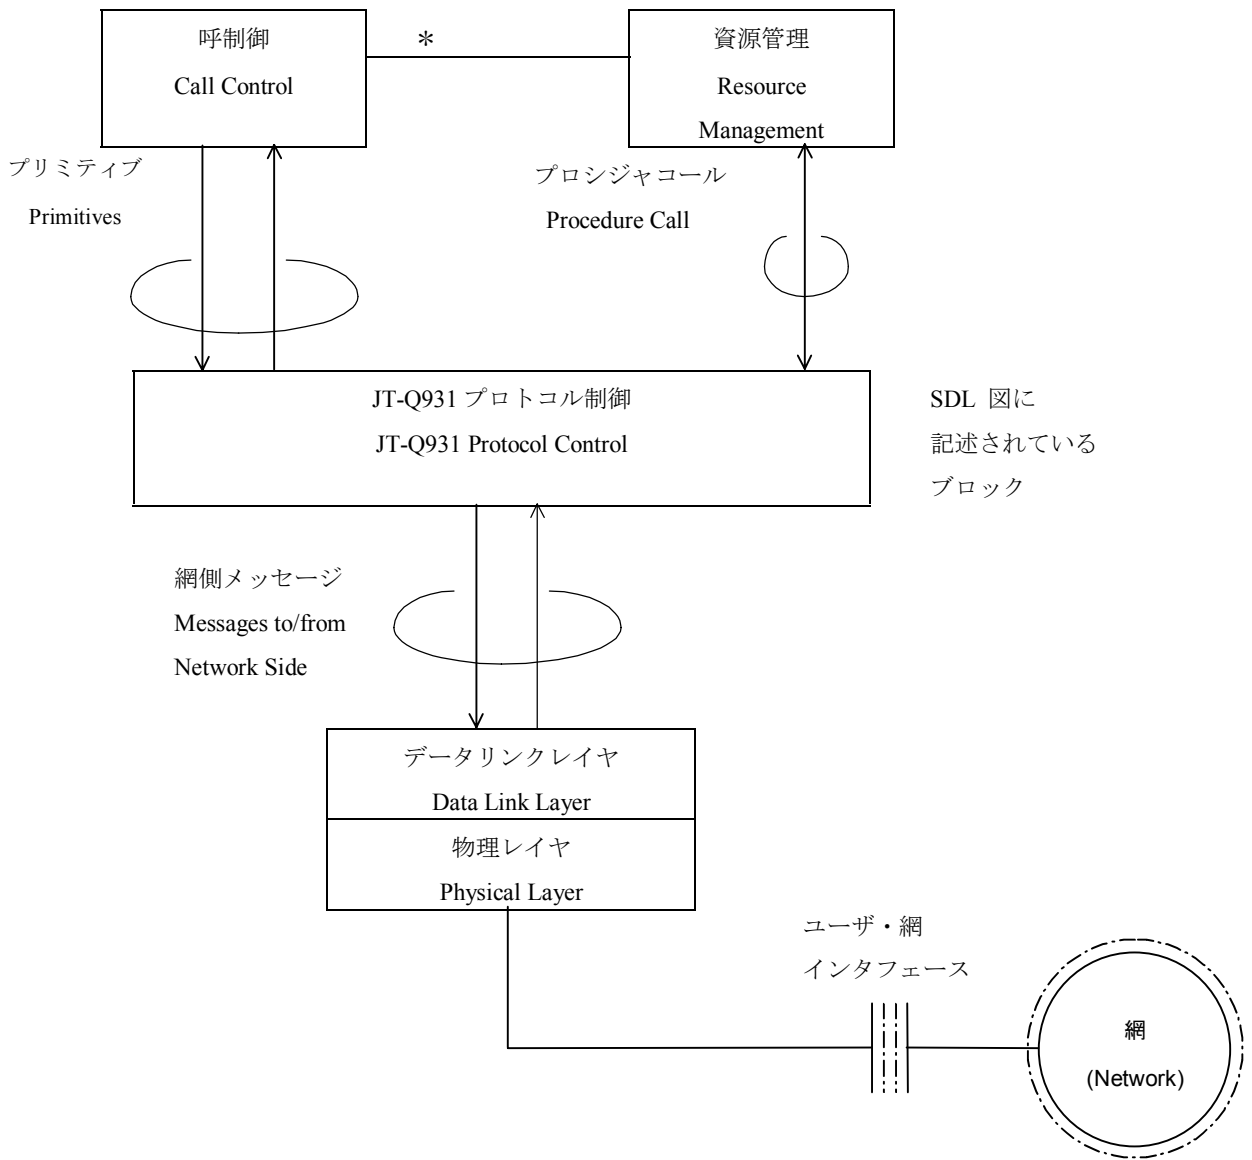 呼制御
Call Control
*
資源管理
Resource
Management
プリミティブ
Primitives
プロシジャコール
Procedure Call
JT-Q931 プロトコル制御
JT-Q931 Protocol Control
SDL 図に
記述されている
ブロック
網側メッセージ
Messages to/from
Network Side
データリンクレイヤ
Data Link Layer
物理レイヤ
Physical Layer
ユーザ・網
インタフェース
網
(Network)